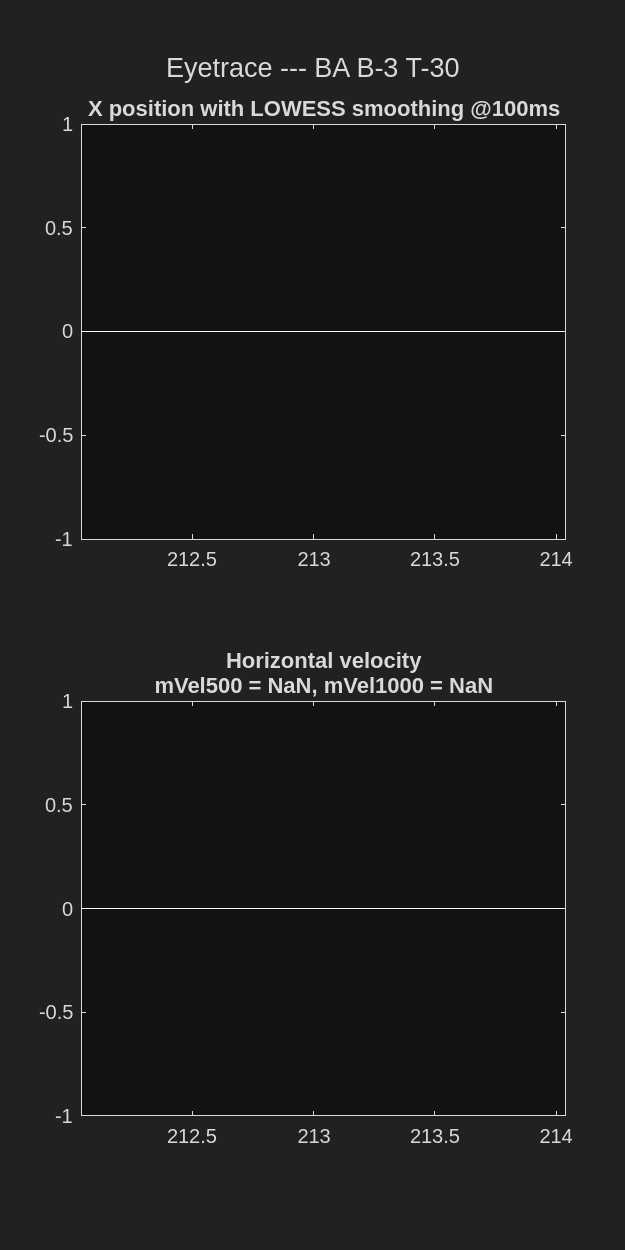 Eyetrace --- BA B-3 T-30
X position with LOWESS smoothing @100ms
1
0.5
0
-0.5
-1
212.5 213 213.5 214
Horizontal velocity
mVel500 = NaN, mVel1000 = NaN
1
0.5
0
-0.5
-1
212.5 213 213.5 214